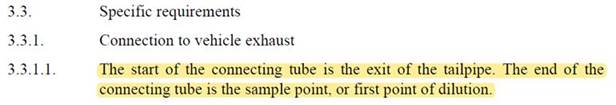 3.3. Specific requirements
3.3.1. Connection to vehicle exhaust
3.3.1.1. The start of the connecting tube is the exit of the tailpipe. The end of the
connecting tube is the sample point, or first point of dilution.